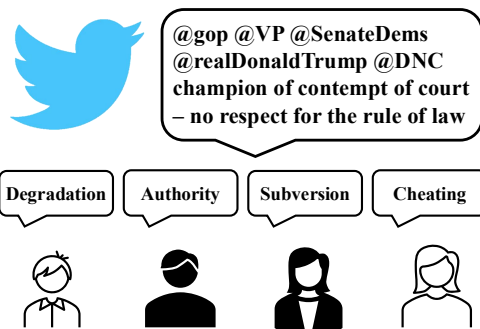 @gop @VP @SenateDems
@realDonaldTrump @DNC
champion of contempt of court
– no respect for the rule of law
Degradation
Authority
Subversion
Cheating